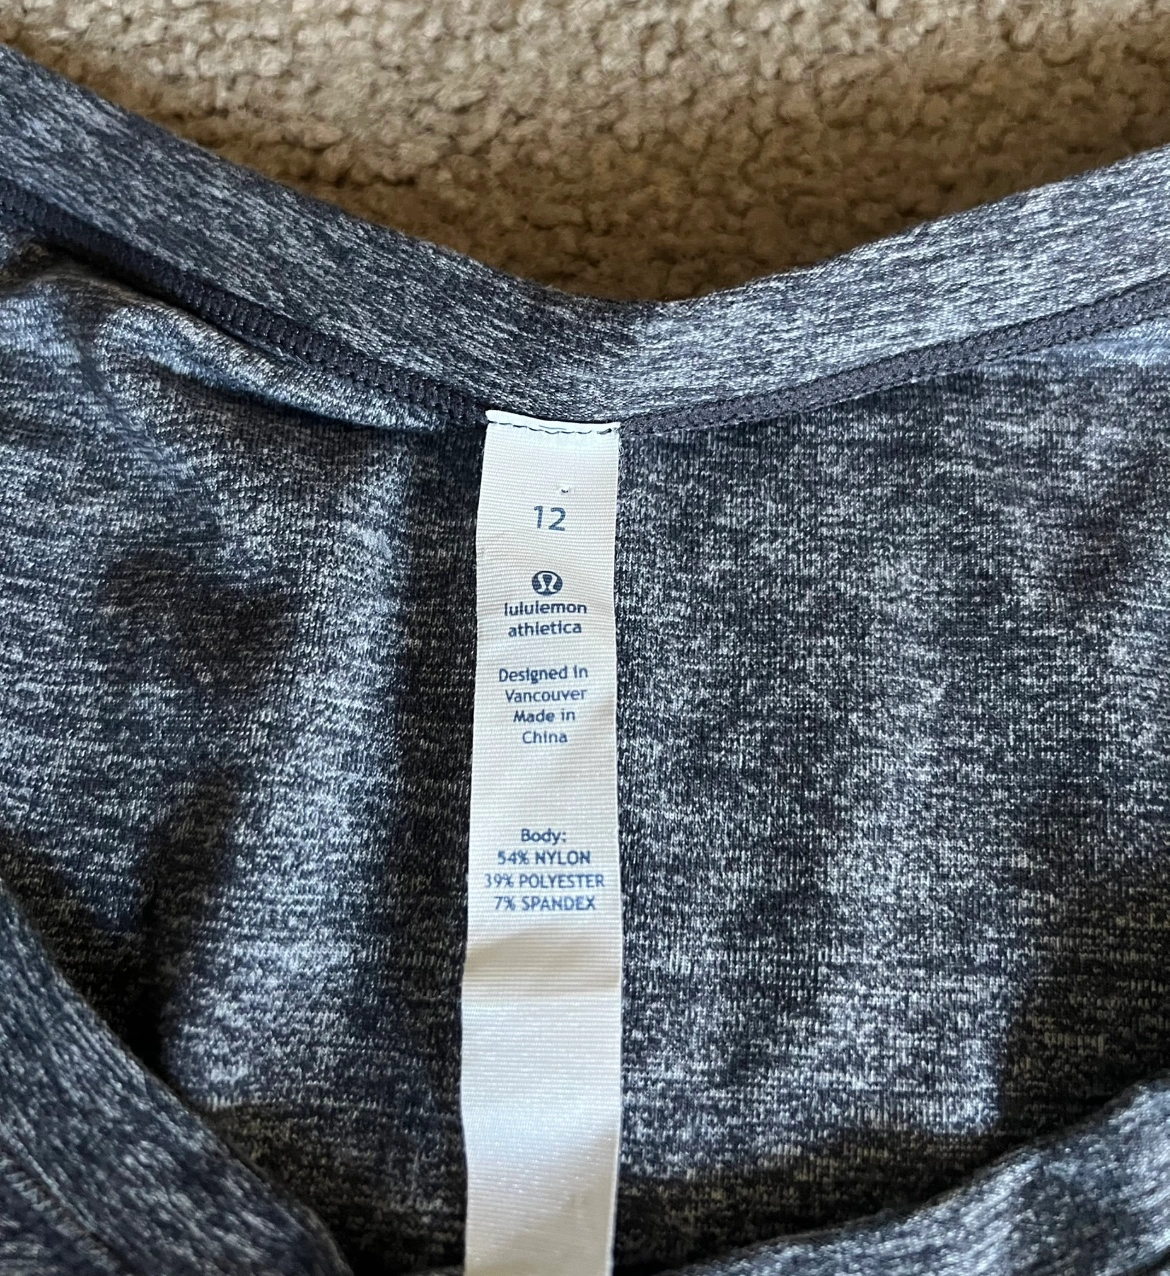 12
lululemon
athletica
Designed in
Vancouver
Made in
China
Body:
54% NYLON
39% POLYESTER
7% SPANDEX